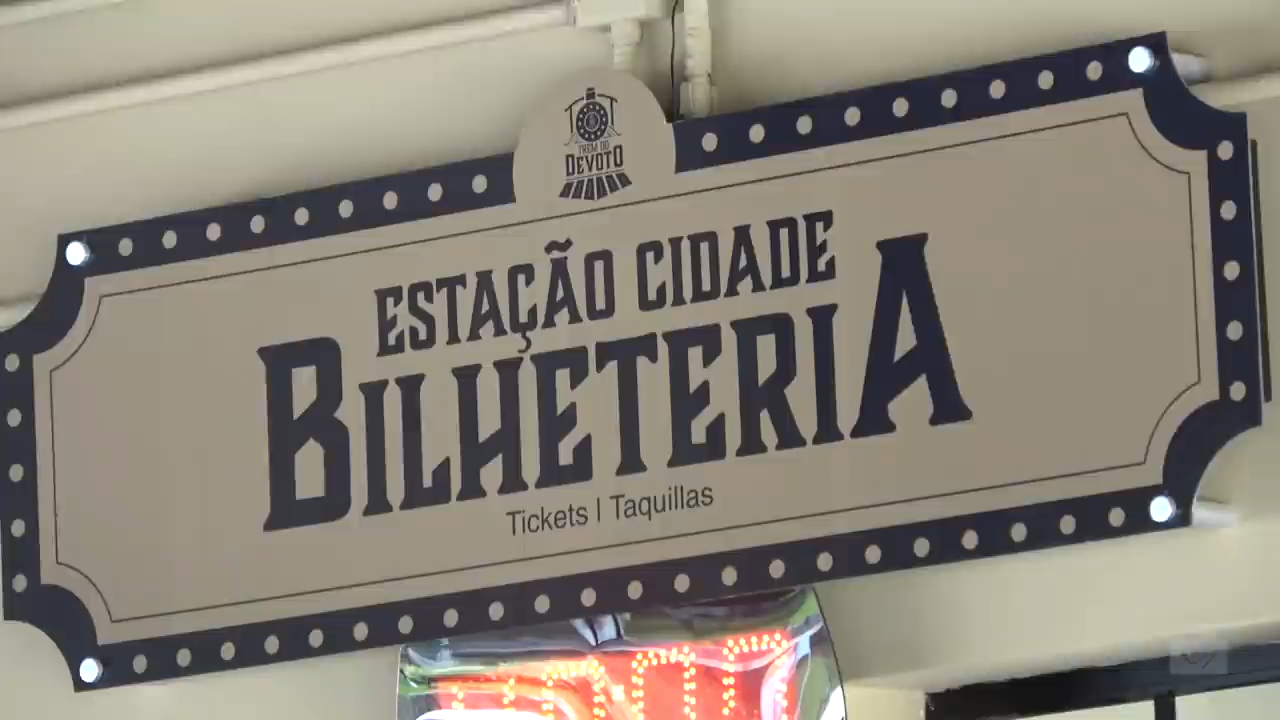 TREM DO
DEVOTO
ESTAÇÃO CIDADE
BILHETERIA
Tickets | Taquillas